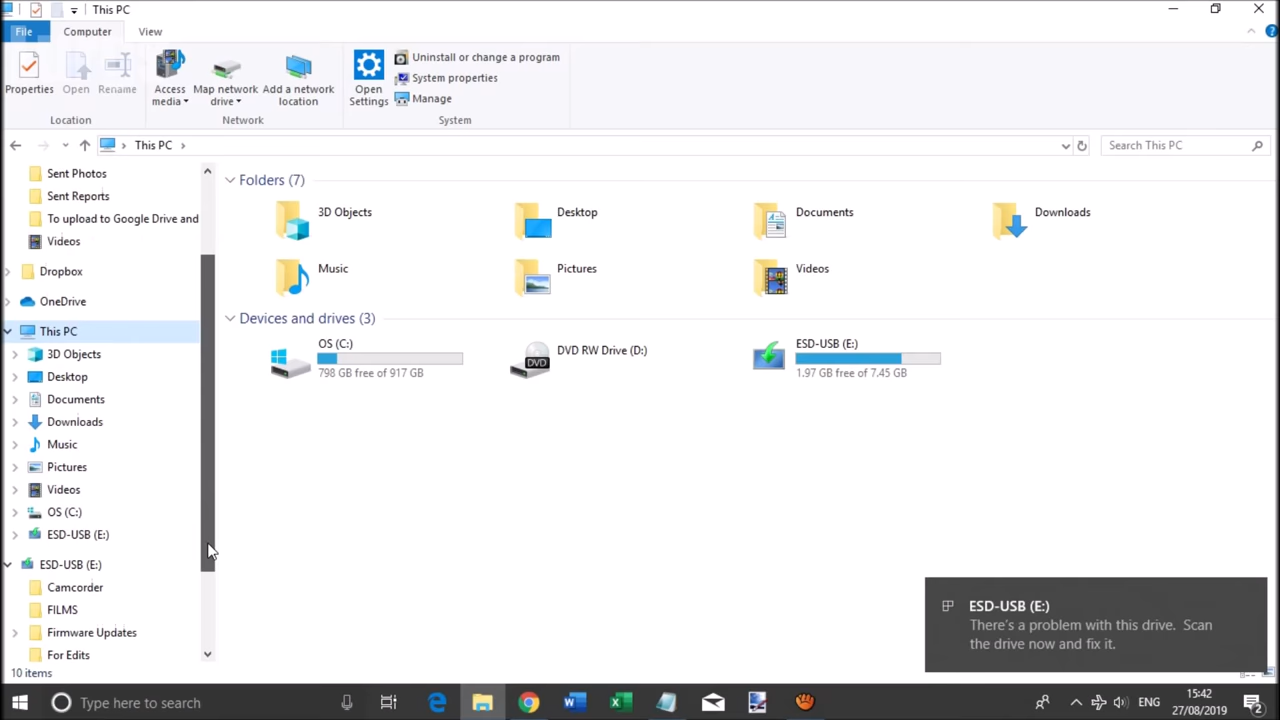 This PC
File
Computer
View
Properties
Open
Rename
Access media
Map network drive
Add a network location
Open Settings
Uninstall or change a program
System properties
Manage
Location
Network
System
This PC
Search This PC
Sent Photos
Sent Reports
To upload to Google Drive and
Videos
Dropbox
OneDrive
This PC
3D Objects
Desktop
Documents
Downloads
Music
Pictures
Videos
OS (C:)
ESD-USB (E:)
ESD-USB (E:)
Camcorder
FILMS
Firmware Updates
For Edits
Folders (7)
3D Objects
Desktop
Documents
Downloads
Music
Pictures
Videos
Devices and drives (3)
OS (C:)
798 GB free of 917 GB
DVD
DVD RW Drive (D:)
ESD-USB (E:)
1.97 GB free of 7.45 GB
ESD-USB (E:)
There's a problem with this drive. Scan
the drive now and fix it.
10 items
Type here to search
ENG
15:42
27/08/2019
2